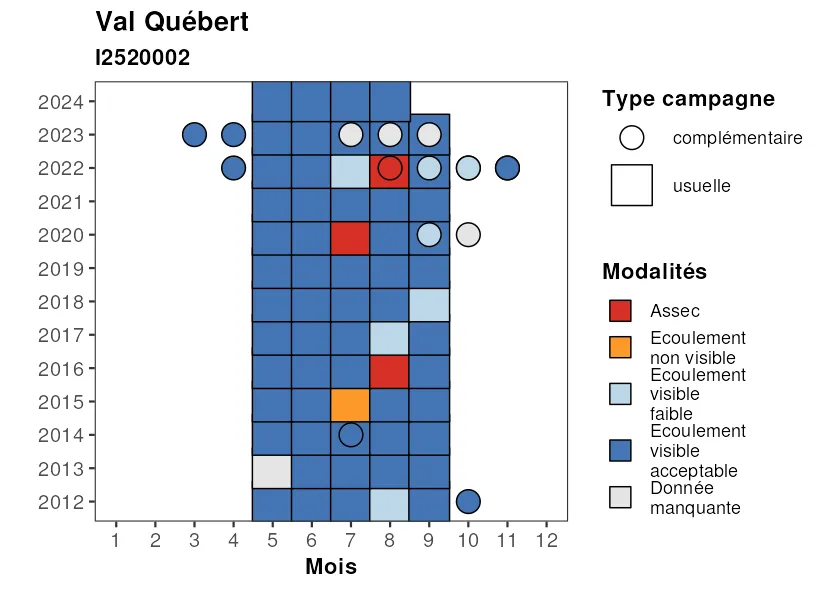 Val Québert
I2520002
2024
2023
2022
2021
2020
2019
2018
2017
2016
2015
2014
2013
2012
1 2 3 4 5 6 7 8 9 10 11 12
Mois
Type campagne
complémentaire
usuelle
Modalités
Assec
Ecoulement
non visible
Ecoulement
visible
faible
Ecoulement
visible
acceptable
Donnée
manquante